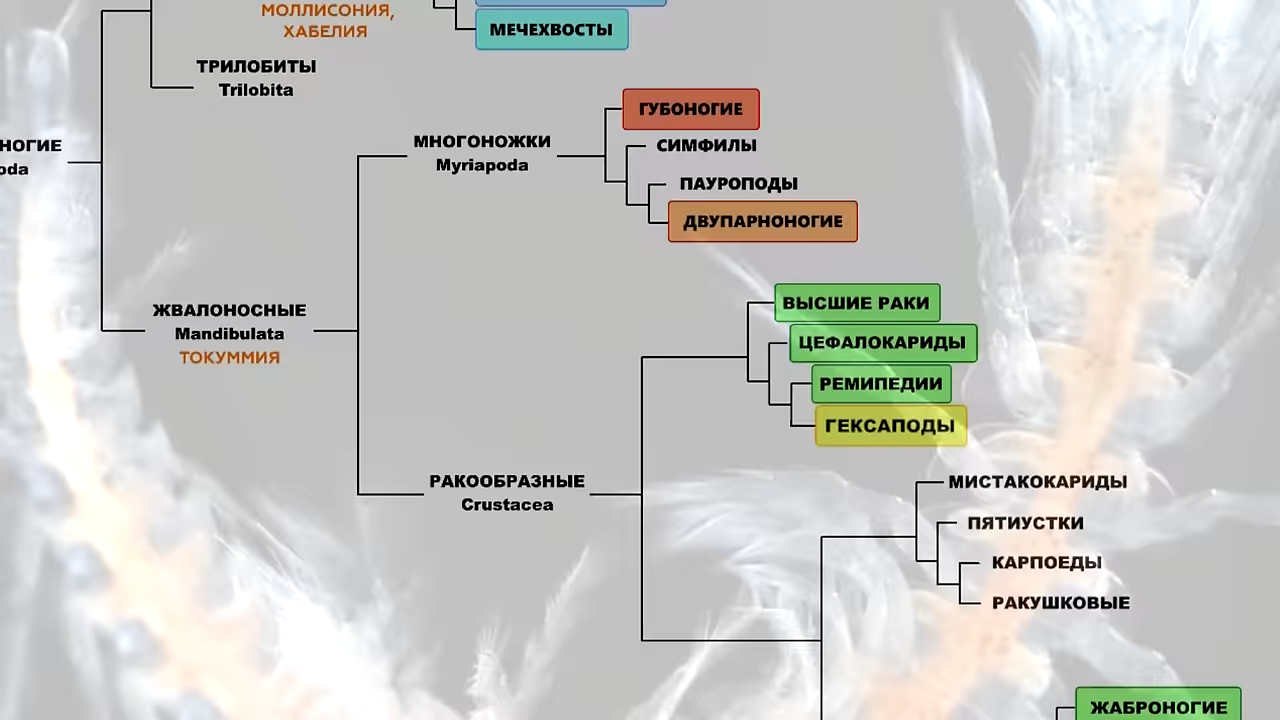 МОЛЛИСОНИЯ,
ХАБЕЛИЯ
МЕЧЕХВОСТЫ
ТРИЛОБИТЫ
Trilobita
НОГИЕ
oda
ГУБОНОГИЕ
МНОГОНОЖКИ
Myriapoda
СИМФИЛЫ
ПАУРОПОДЫ
ДВУПАРНОНОГИЕ
ЖВАЛОНОСНЫЕ
Mandibulata
ТОКУММИЯ
ВЫСШИЕ РАКИ
ЦЕФАЛОКАРИДЫ
РЕМИПЕДИИ
ГЕКСАПОДЫ
РАКООБРАЗНЫЕ
Crustacea
МИСТАКОКАРИДЫ
ПЯТИУСТКИ
КАРПОЕДЫ
РАКУШКОВЫЕ
ЖАБРОНОГИЕ